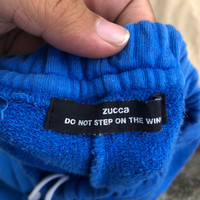 zucca
DO NOT STEP ON THE WIN